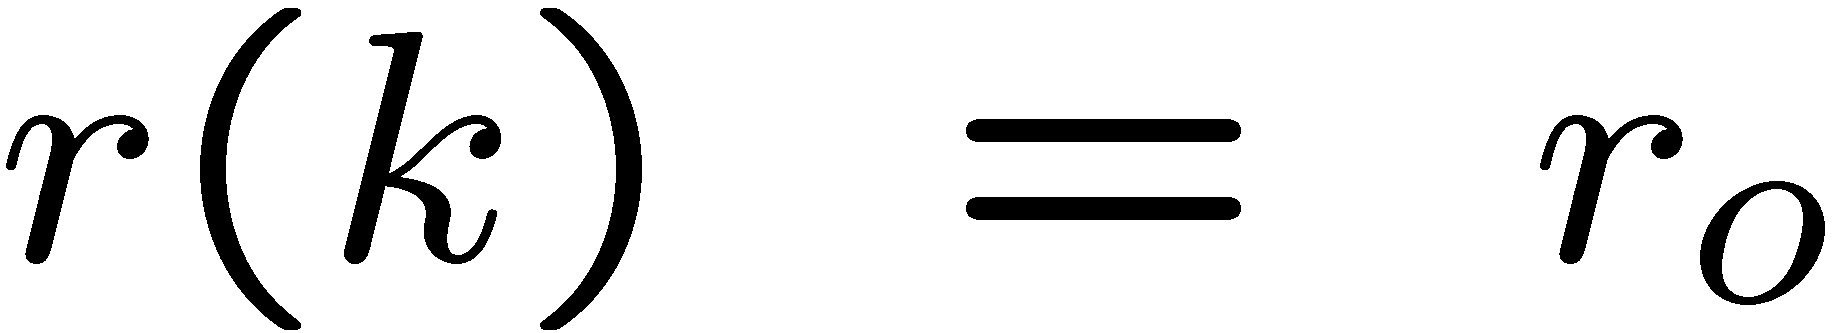 r(k) = r_o